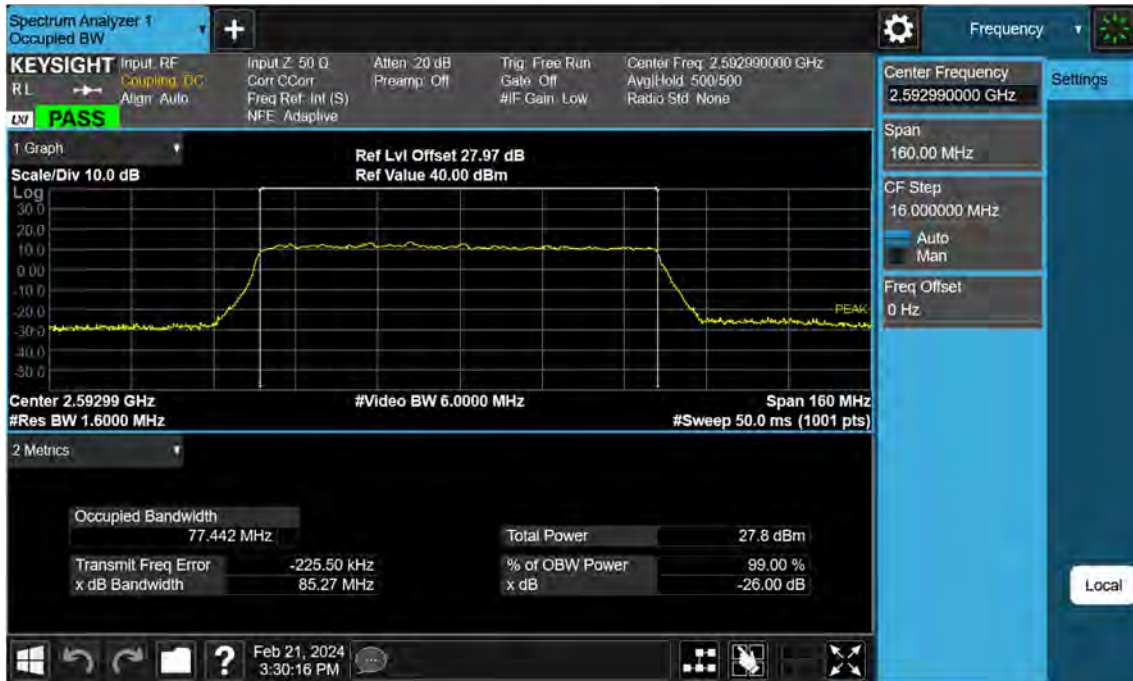 Spectrum Analyzer 1
Occupied BW
+
Frequency
KEYSIGHT
RL
LXI
PASS
Input: RF
Coupling: DC
Align: Auto
Input Z: 50 Ω
Corr CCorr
Freq Ref: Int (S)
NFE: Adaptive
Atten: 20 dB
Preamp: Off
Trig: Free Run
Gate: Off
#IF Gain: Low
Center Freq: 2.592990000 GHz
Avg|Hold: 500/500
Radio Std: None
1 Graph
Scale/Div 10.0 dB
Ref Lvl Offset 27.97 dB
Ref Value 40.00 dBm
Log
30.0
20.0
10.0
0.00
-10.0
-20.0
-30.0
-40.0
-50.0
PEAK
Center 2.59299 GHz
#Video BW 6.0000 MHz
Span 160 MHz
#Res BW 1.6000 MHz
#Sweep 50.0 ms (1001 pts)
2 Metrics
Occupied Bandwidth
77.442 MHz
Total Power 27.8 dBm
Transmit Freq Error -225.50 kHz
% of OBW Power 99.00 %
x dB Bandwidth 85.27 MHz
x dB -26.00 dB
Center Frequency
2.592990000 GHz
Settings
Span
160.00 MHz
CF Step
16.000000 MHz
Auto
Man
Freq Offset
0 Hz
Local
?
Feb 21, 2024
3:30:16 PM